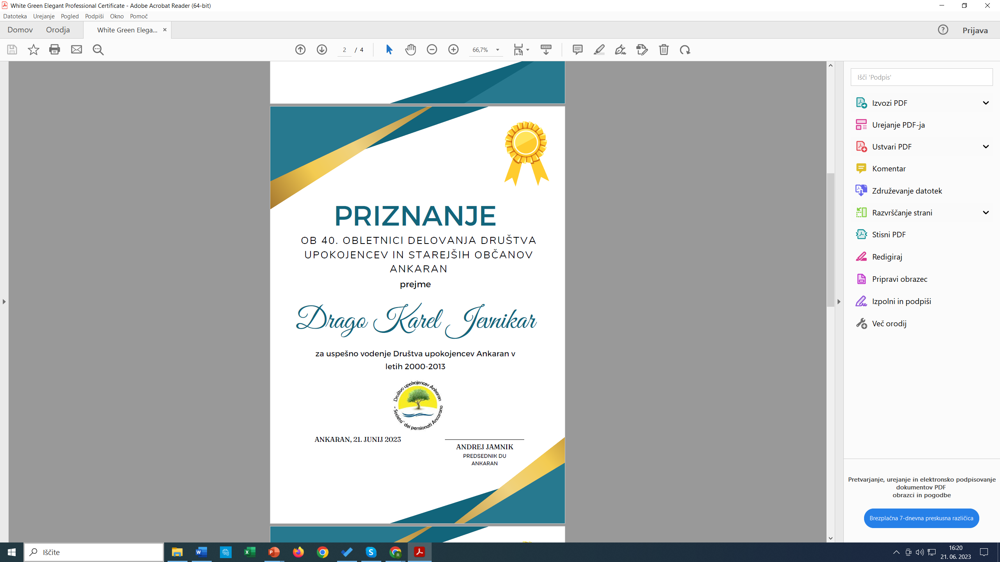 White Green Elegant Professional Certificate - Adobe Acrobat Reader (64-bit)
Datoteka Urejanje Pogled Podpiši Okno Pomoč
Domov Orodja White Green Elega... × Prijava
2 / 4 66,7%
PRIZNANJE
OB 40. OBLETNICI DELOVANJA DRUŠTVA
UPOKOJENCEV IN STAREJŠIH OBČANOV
ANKARAN
prejme
Drago Karel Jevnikar
za uspešno vodenje Društva upokojencev Ankaran v
letih 2000-2013
Društvo upokojencev Ankaran
- Societa` dei pensionati Ancarano
ANKARAN, 21. JUNIJ 2023
ANDREJ JAMNIK
PREDSEDNIK DU
ANKARAN
Išči 'Podpis'
Izvozi PDF
Urejanje PDF-ja
Ustvari PDF
Komentar
Združevanje datotek
Razvrščanje strani
Stisni PDF
Redigiraj
Pripravi obrazec
Izpolni in podpiši
Več orodij
Pretvarjanje, urejanje in elektronsko podpisovanje
dokumentov PDF
obrazci in pogodbe
Brezplačna 7-dnevna preskusna različica
Iščite
16:20
21. 06. 2023